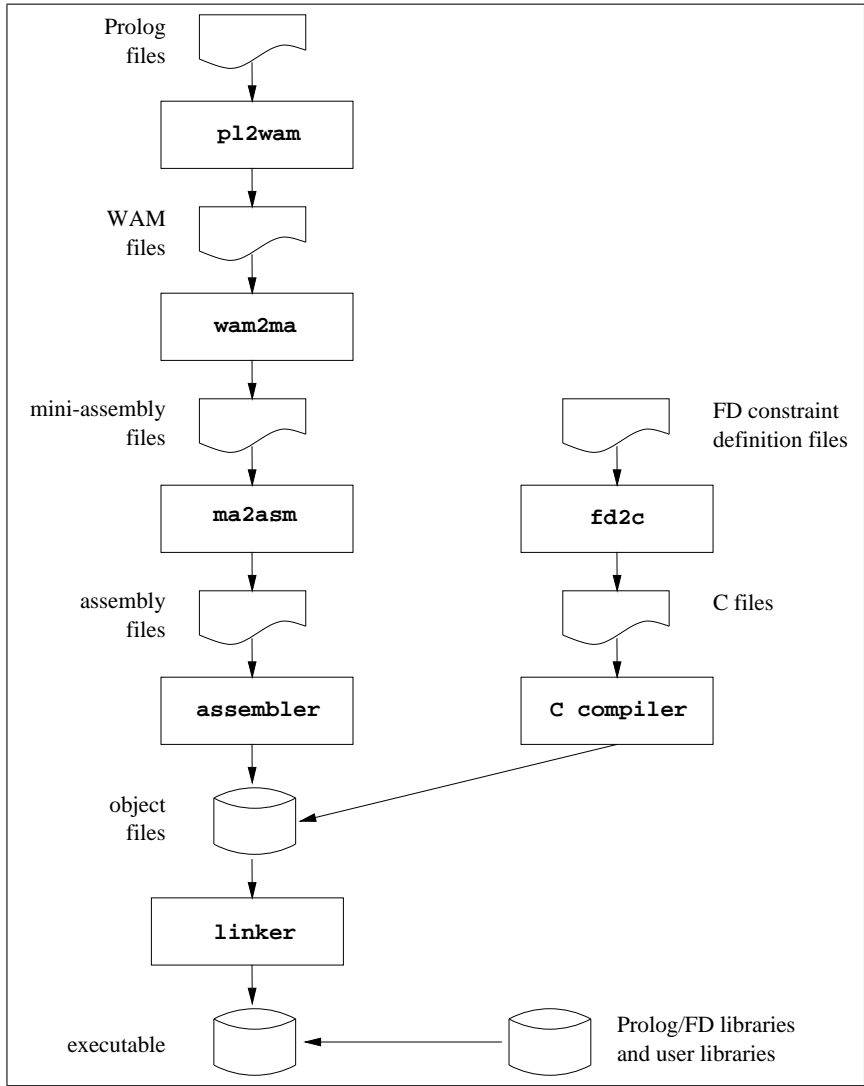 Prolog
files
pl2wam
WAM
files
wam2ma
mini-assembly
files
FD constraint
definition files
ma2asm
fd2c
assembly
files
C files
assembler
C compiler
object
files
linker
executable
Prolog/FD libraries
and user libraries